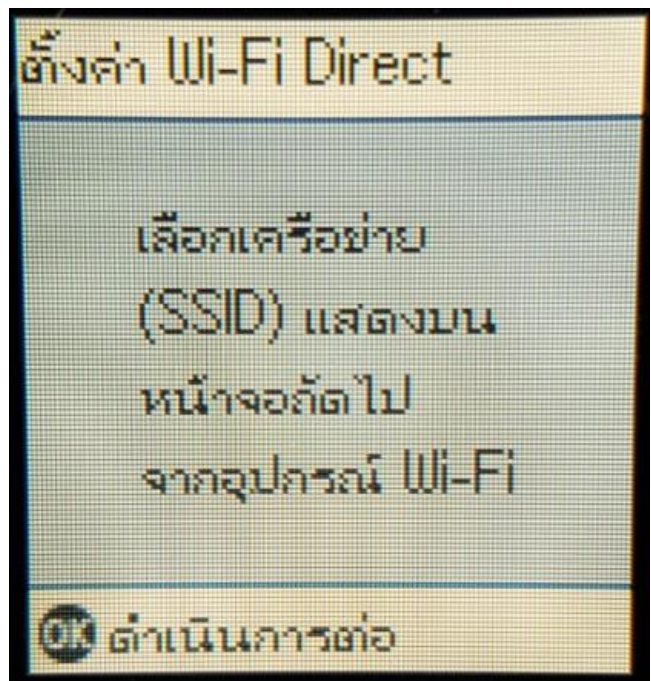 ตั้งค่า Wi-Fi Direct
เลือกเครือข่าย
(SSID) แสดงบน
หน้าจอถัดไป
จากอุปกรณ์ Wi-Fi
OK ดำเนินการต่อ